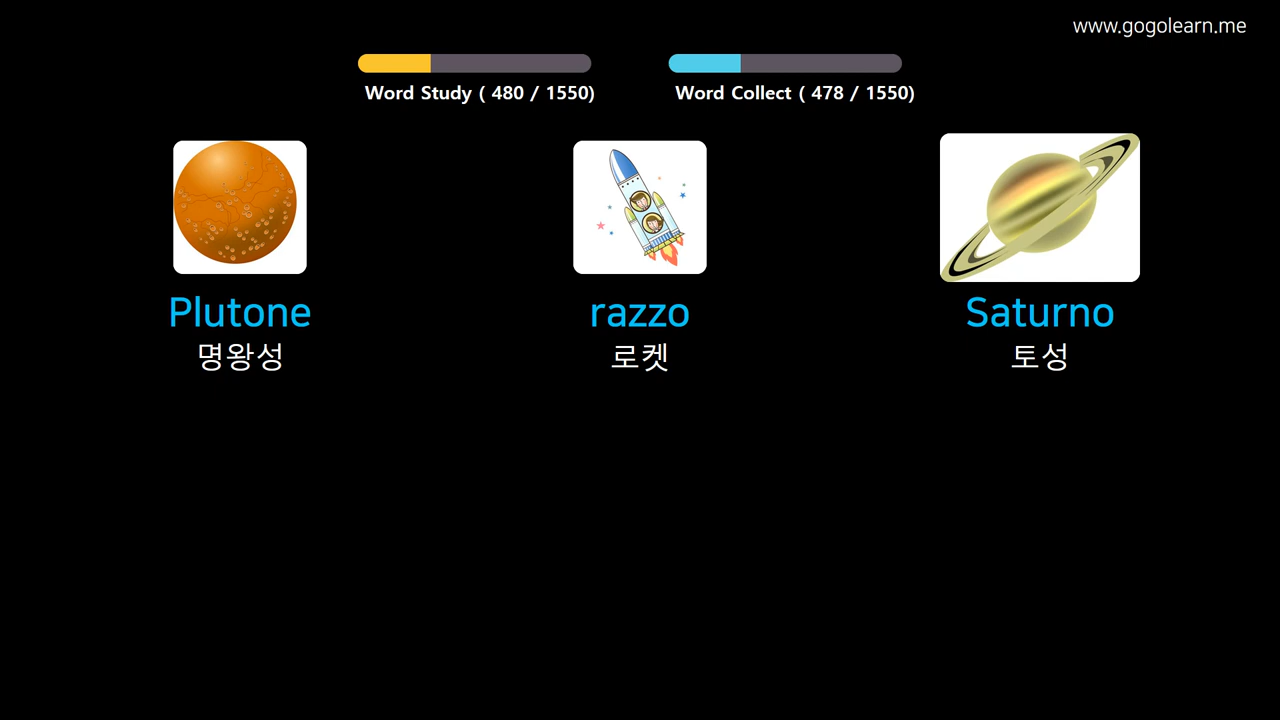 www.gogolearn.me
Word Study ( 480 / 1550)
Word Collect ( 478 / 1550)
Plutone
razzo
Saturno
명왕성
로켓
토성